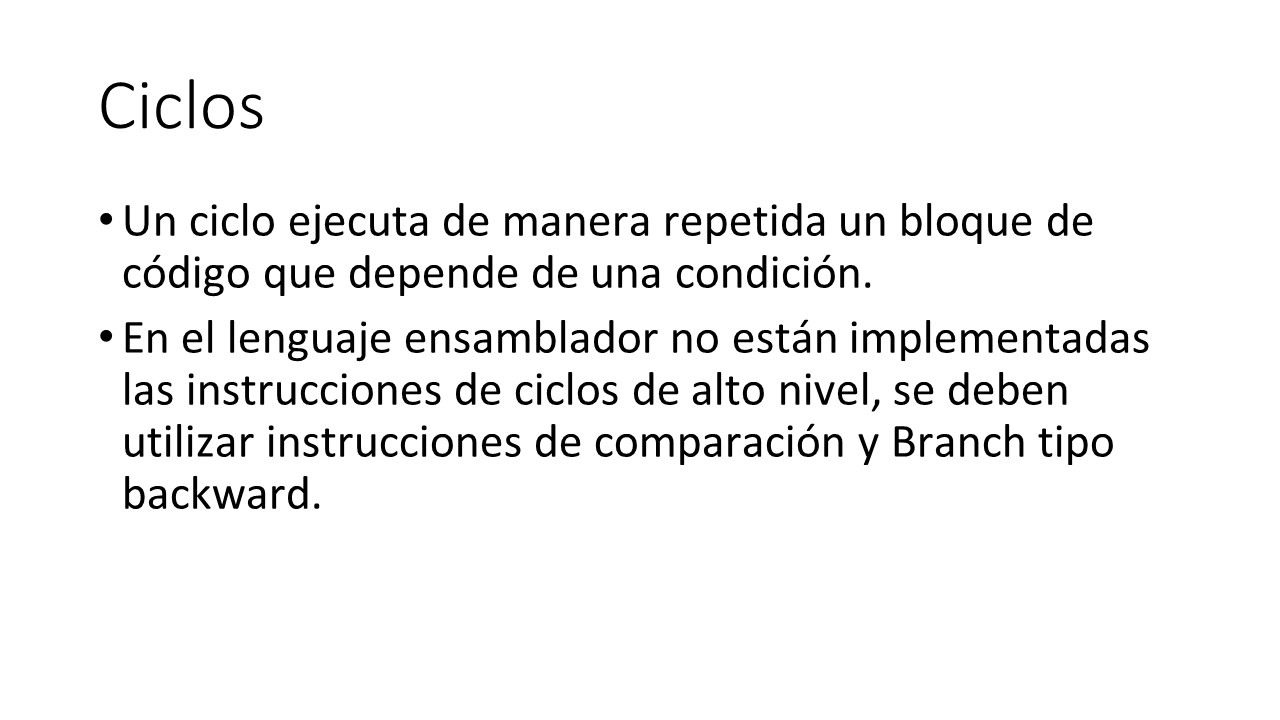 Ciclos
• Un ciclo ejecuta de manera repetida un bloque de
código que depende de una condición.
• En el lenguaje ensamblador no están implementadas
las instrucciones de ciclos de alto nivel, se deben
utilizar instrucciones de comparación y Branch tipo
backward.